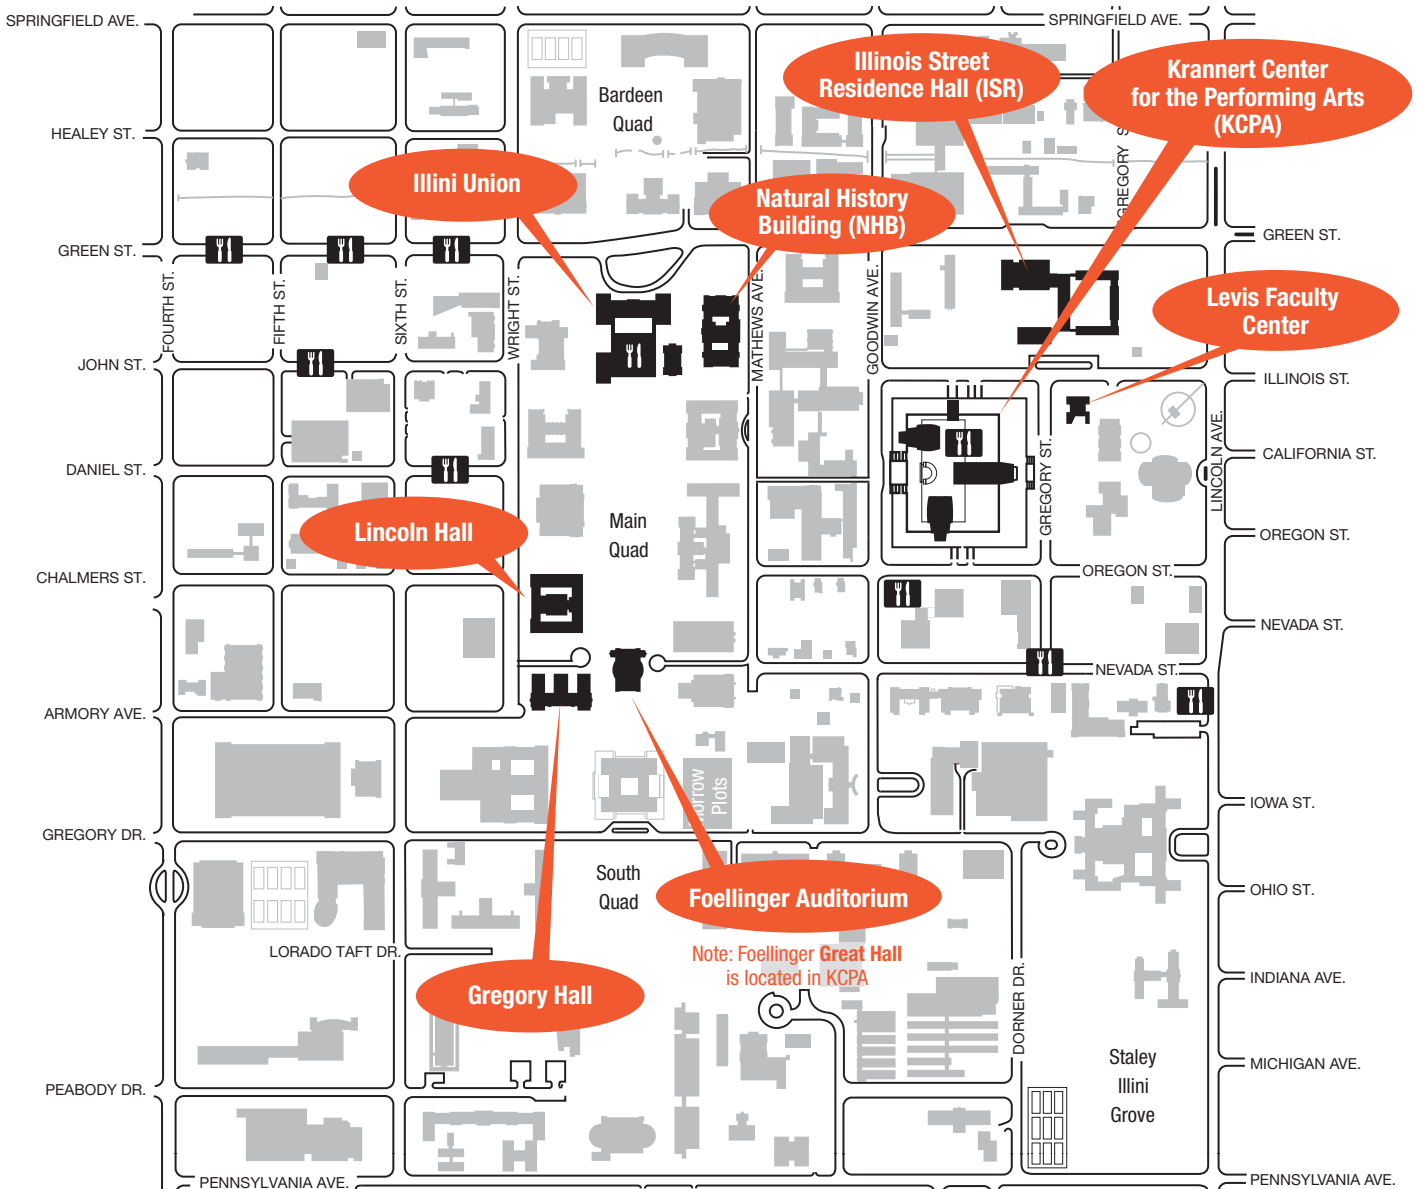 SPRINGFIELD AVE.
SPRINGFIELD AVE.
Illinois Street
Residence Hall (ISR)
Krannert Center
for the Performing Arts
(KCPA)
Bardeen
Quad
HEALEY ST.
GREGORY S
Illini Union
Natural History
Building (NHB)
GREEN ST.
GREEN ST.
FOURTH ST.
FIFTH ST.
SIXTH ST.
WRIGHT ST.
MATHEWS AVE.
GOODWIN AVE.
Levis Faculty
Center
JOHN ST.
ILLINOIS ST.
DANIEL ST.
GREGORY ST.
LINCOLN AVE.
CALIFORNIA ST.
Lincoln Hall
Main
Quad
OREGON ST.
CHALMERS ST.
OREGON ST.
NEVADA ST.
NEVADA ST.
ARMORY AVE.
orrow
Plots
IOWA ST.
GREGORY DR.
South
Quad
Foellinger Auditorium
OHIO ST.
LORADO TAFT DR.
Note: Foellinger Great Hall
is located in KCPA
Gregory Hall
INDIANA AVE.
DORNER DR.
Staley
Illini
Grove
MICHIGAN AVE.
PEABODY DR.
PENNSYLVANIA AVE.
PENNSYLVANIA AVE.